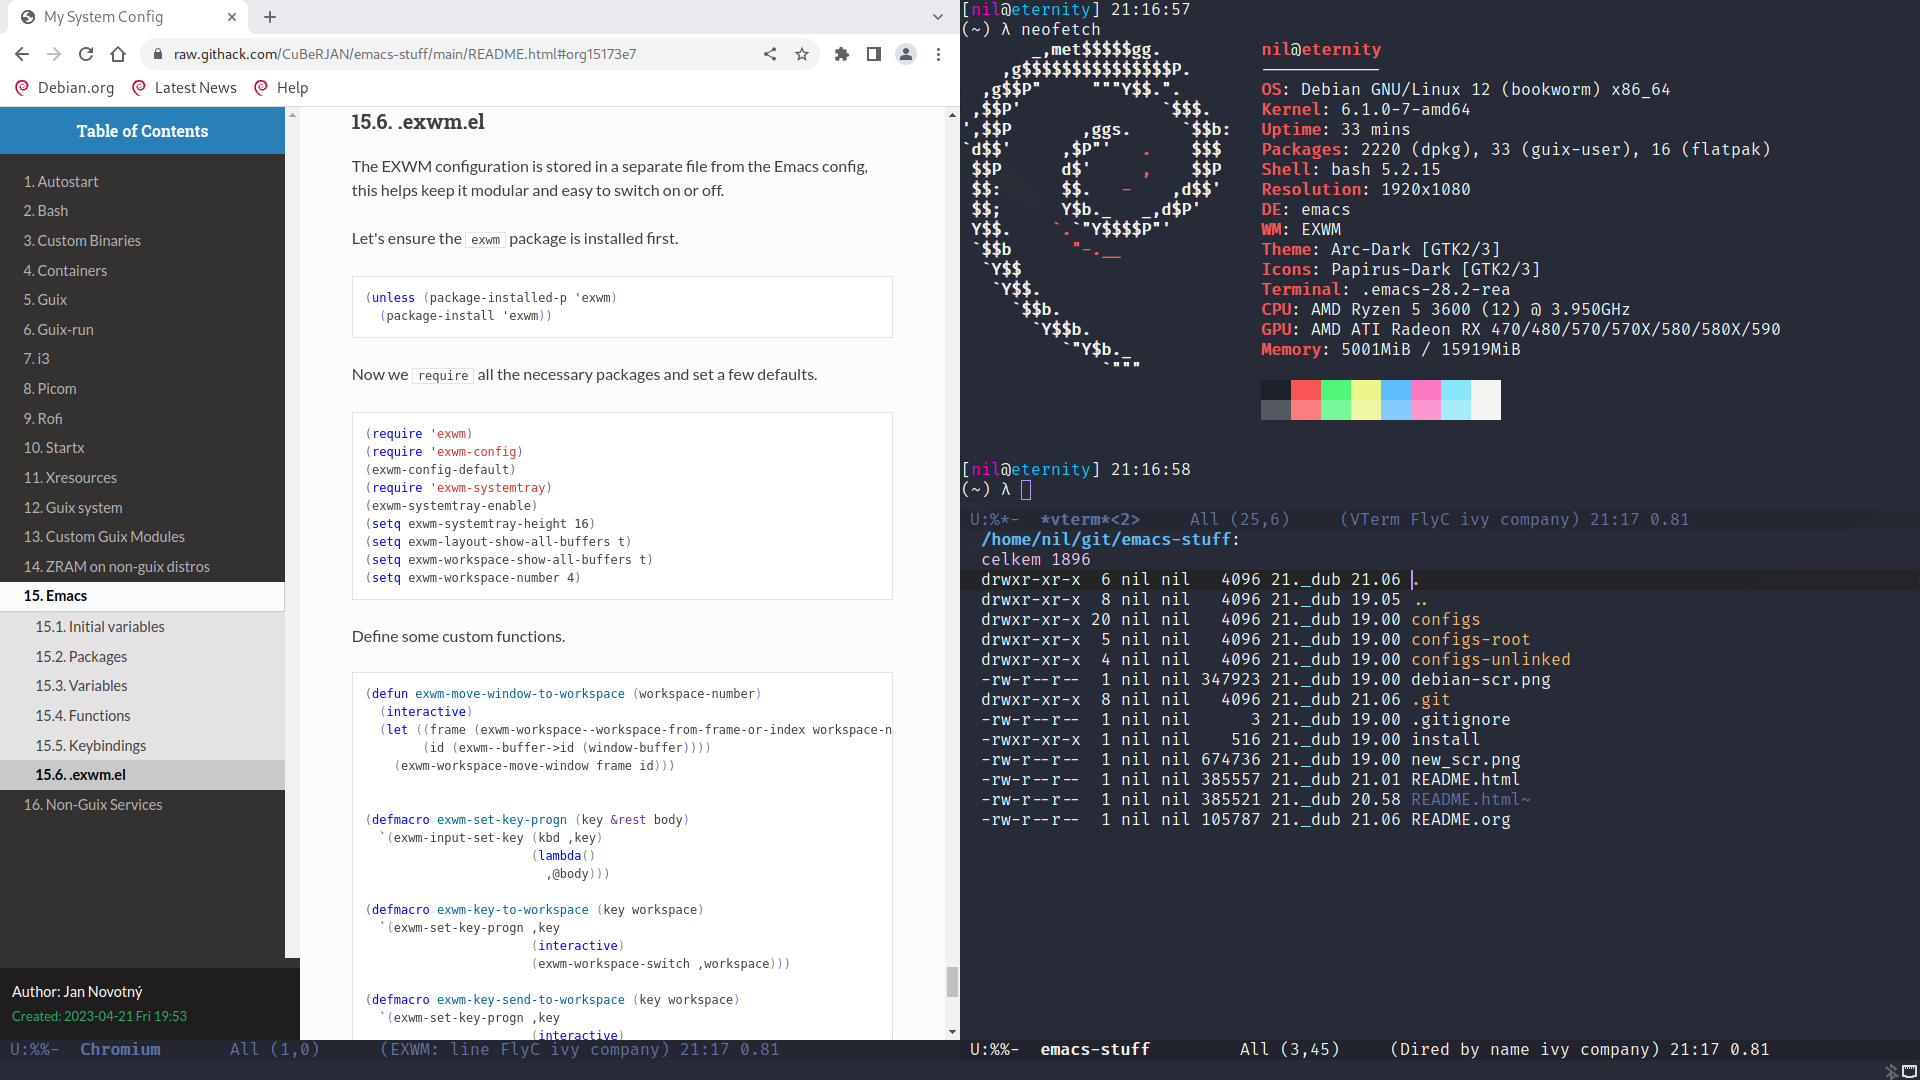 My System Config
raw.githack.com/CuBeRJAN/emacs-stuff/main/README.html#org15173e7
Debian.org
Latest News
Help
Table of Contents
1. Autostart
2. Bash
3. Custom Binaries
4. Containers
5. Guix
6. Guix-run
7. i3
8. Picom
9. Rofi
10. Startx
11. Xresources
12. Guix system
13. Custom Guix Modules
14. ZRAM on non-guix distros
15. Emacs
15.1. Initial variables
15.2. Packages
15.3. Variables
15.4. Functions
15.5. Keybindings
15.6. .exwm.el
16. Non-Guix Services
Author: Jan Novotný
Created: 2023-04-21 Fri 19:53
15.6. .exwm.el
The EXWM configuration is stored in a separate file from the Emacs config,
this helps keep it modular and easy to switch on or off.
Let's ensure the exwm package is installed first.
(unless (package-installed-p 'exwm)
  (package-install 'exwm))
Now we require all the necessary packages and set a few defaults.
(require 'exwm)
(require 'exwm-config)
(exwm-config-default)
(require 'exwm-systemtray)
(exwm-systemtray-enable)
(setq exwm-systemtray-height 16)
(setq exwm-layout-show-all-buffers t)
(setq exwm-workspace-show-all-buffers t)
(setq exwm-workspace-number 4)
Define some custom functions.
(defun exwm-move-window-to-workspace (workspace-number)
  (interactive)
  (let ((frame (exwm-workspace--workspace-from-frame-or-index workspace-n
        (id (exwm--buffer->id (window-buffer))))
    (exwm-workspace-move-window frame id)))
(defmacro exwm-set-key-progn (key &rest body)
  `(exwm-input-set-key (kbd ,key)
                       (lambda()
                         ,@body)))
(defmacro exwm-key-to-workspace (key workspace)
  `(exwm-set-key-progn ,key
                       (interactive)
                       (exwm-workspace-switch ,workspace)))
(defmacro exwm-key-send-to-workspace (key workspace)
  `(exwm-set-key-progn ,key
                       (interactive)
U:%%-  Chromium       All (1,0)      (EXWM: line FlyC ivy company) 21:17 0.81
[nil@eternity] 21:16:57
(~) λ neofetch
       _,met$$$$$gg.          nil@eternity
    ,g$$$$$$$$$$$$$$$P.       ------------
  ,g$$P"     """Y$$.".        OS: Debian GNU/Linux 12 (bookworm) x86_64
 ,$$P'              `$$$.     Kernel: 6.1.0-7-amd64
',$$P       ,ggs.     `$$b:   Uptime: 33 mins
`d$$'     ,$P"'   .    $$$    Packages: 2220 (dpkg), 33 (guix-user), 16 (flatpak)
 $$P      d$'     ,    $$P    Shell: bash 5.2.15
 $$:      $$.   -    ,d$$'    Resolution: 1920x1080
 $$;      Y$b._   _,d$P'      DE: emacs
 Y$$.    `.`"Y$$$$P"'         WM: EXWM
 `$$b      "-.__              Theme: Arc-Dark [GTK2/3]
  `Y$$                        Icons: Papirus-Dark [GTK2/3]
   `Y$$.                      Terminal: .emacs-28.2-rea
     `$$b.                    CPU: AMD Ryzen 5 3600 (12) @ 3.950GHz
       `Y$$b.                 GPU: AMD ATI Radeon RX 470/480/570/570X/580/580X/590
          `"Y$b._             Memory: 5001MiB / 15919MiB
              `"""
[nil@eternity] 21:16:58
(~) λ
U:%*-  *vterm*<2>     All (25,6)     (VTerm FlyC ivy company) 21:17 0.81
/home/nil/git/emacs-stuff:
celkem 1896
drwxr-xr-x  6 nil nil   4096 21._dub 21.06 .
drwxr-xr-x  8 nil nil   4096 21._dub 19.05 ..
drwxr-xr-x 20 nil nil   4096 21._dub 19.00 configs
drwxr-xr-x  5 nil nil   4096 21._dub 19.00 configs-root
drwxr-xr-x  4 nil nil   4096 21._dub 19.00 configs-unlinked
-rw-r--r--  1 nil nil 347923 21._dub 19.00 debian-scr.png
drwxr-xr-x  8 nil nil   4096 21._dub 21.06 .git
-rw-r--r--  1 nil nil      3 21._dub 19.00 .gitignore
-rwxr-xr-x  1 nil nil    516 21._dub 19.00 install
-rw-r--r--  1 nil nil 674736 21._dub 19.00 new_scr.png
-rw-r--r--  1 nil nil 385557 21._dub 21.01 README.html
-rw-r--r--  1 nil nil 385521 21._dub 20.58 README.html~
-rw-r--r--  1 nil nil 105787 21._dub 21.06 README.org
U:%%-  emacs-stuff         All (3,45)     (Dired by name ivy company) 21:17 0.81